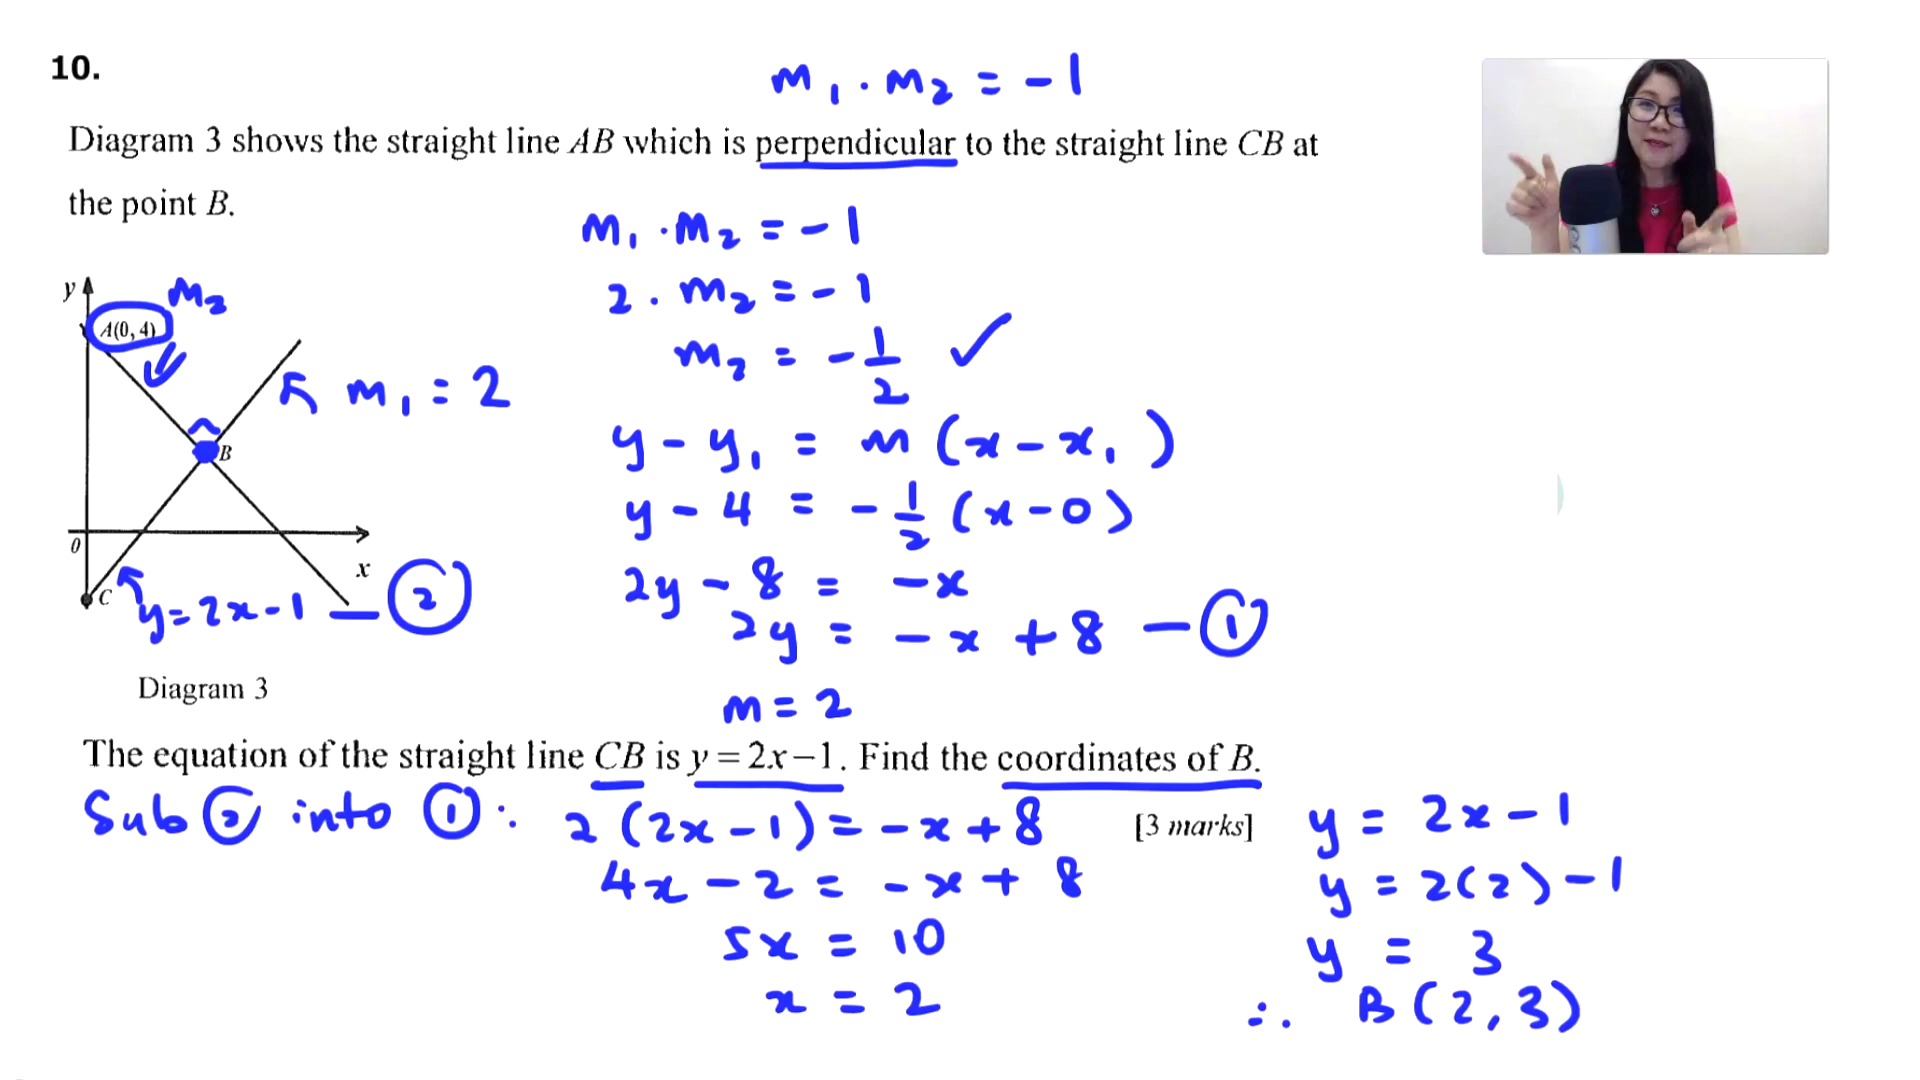 10.
m₁ · m₂ = -1
Diagram 3 shows the straight line AB which is perpendicular to the straight line CB at
the point B.
m₁ · m₂ = -1
2 · m₂ = -1
m₂ = -1/2 ✓
y - y₁ = m(x - x₁)
y - 4 = -1/2 (x - 0)
2y - 8 = -x
2y = -x + 8 — ①
m = 2
y
m₂
A(0, 4)
m₁ = 2
B
0
x
C
y = 2x - 1 — ②
Diagram 3
The equation of the straight line CB is y = 2x – 1. Find the coordinates of B.
[3 marks]
Sub ② into ① : 2(2x - 1) = -x + 8
4x - 2 = -x + 8
5x = 10
x = 2
y = 2x - 1
y = 2(2) - 1
y = 3
∴ B(2, 3)